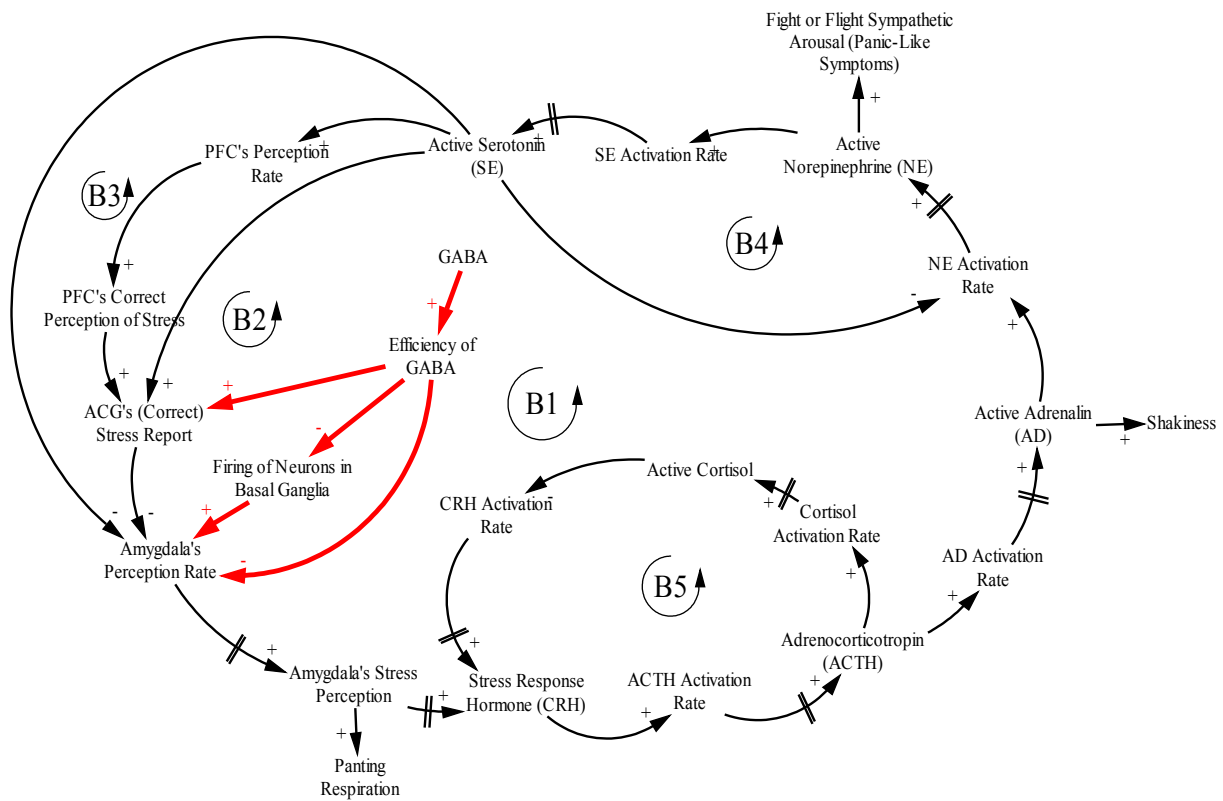 Fight or Flight Sympathetic
Arousal (Panic-Like
Symptoms)
+
Active
Norepinephrine (NE)
+
SE Activation Rate
+
Active Serotonin
(SE)
+
PFC's Perception
Rate
+
B3
B4
NE Activation
Rate
-
+
GABA
+
PFC's Correct
Perception of Stress
+
B2
Efficiency of
GABA
+
+
+
ACG's (Correct)
Stress Report
B1
Active Adrenalin
(AD)
+
Shakiness
+
-
Firing of Neurons in
Basal Ganglia
+
Active Cortisol
+
CRH Activation
Rate
-
Cortisol
Activation Rate
+
-
-
Amygdala's
Perception Rate
-
AD Activation
Rate
+
B5
Adrenocorticotropin
(ACTH)
+
+
Amygdala's Stress
Perception
+
+
Stress Response
Hormone (CRH)
ACTH Activation
Rate
+
+
Panting
Respiration